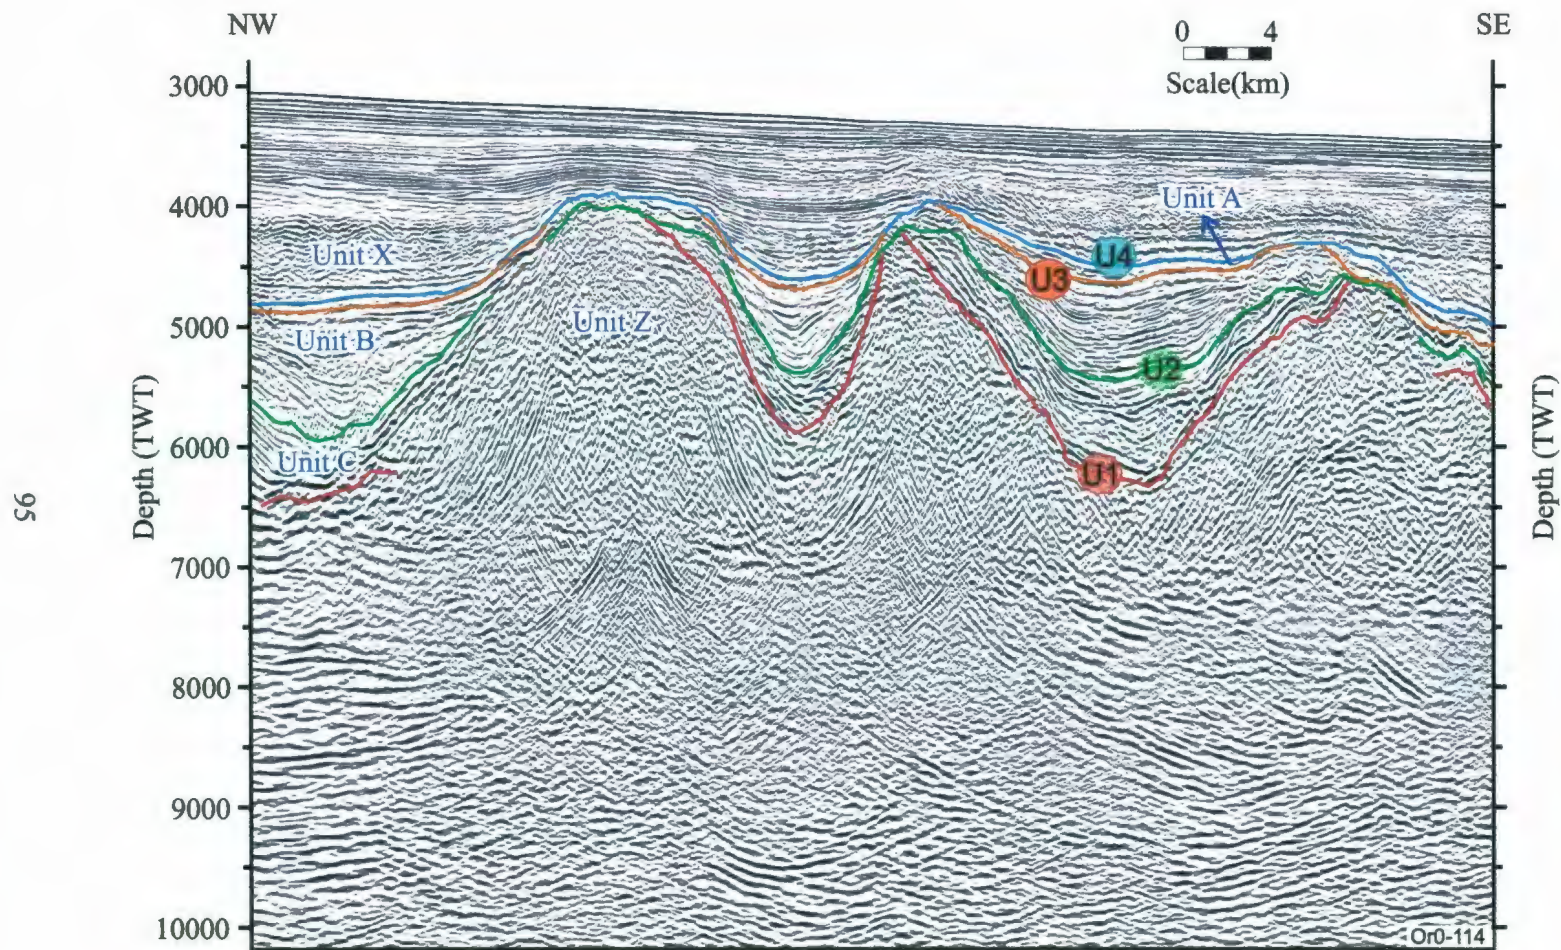 NW
0 4
SE
Scale(km)
3000
4000
5000
6000
7000
8000
9000
10000
Depth (TWT)
Unit X
Unit B
Unit C
Unit Z
Unit A
U4
U3
U2
U1
Depth (TWT)
Or0-114
95